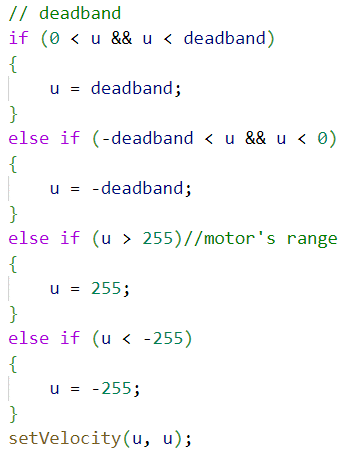 // deadband
if (0 < u && u < deadband)
{
    u = deadband;
}
else if (-deadband < u && u < 0)
{
    u = -deadband;
}
else if (u > 255)//motor's range
{
    u = 255;
}
else if (u < -255)
{
    u = -255;
}
setVelocity(u, u);